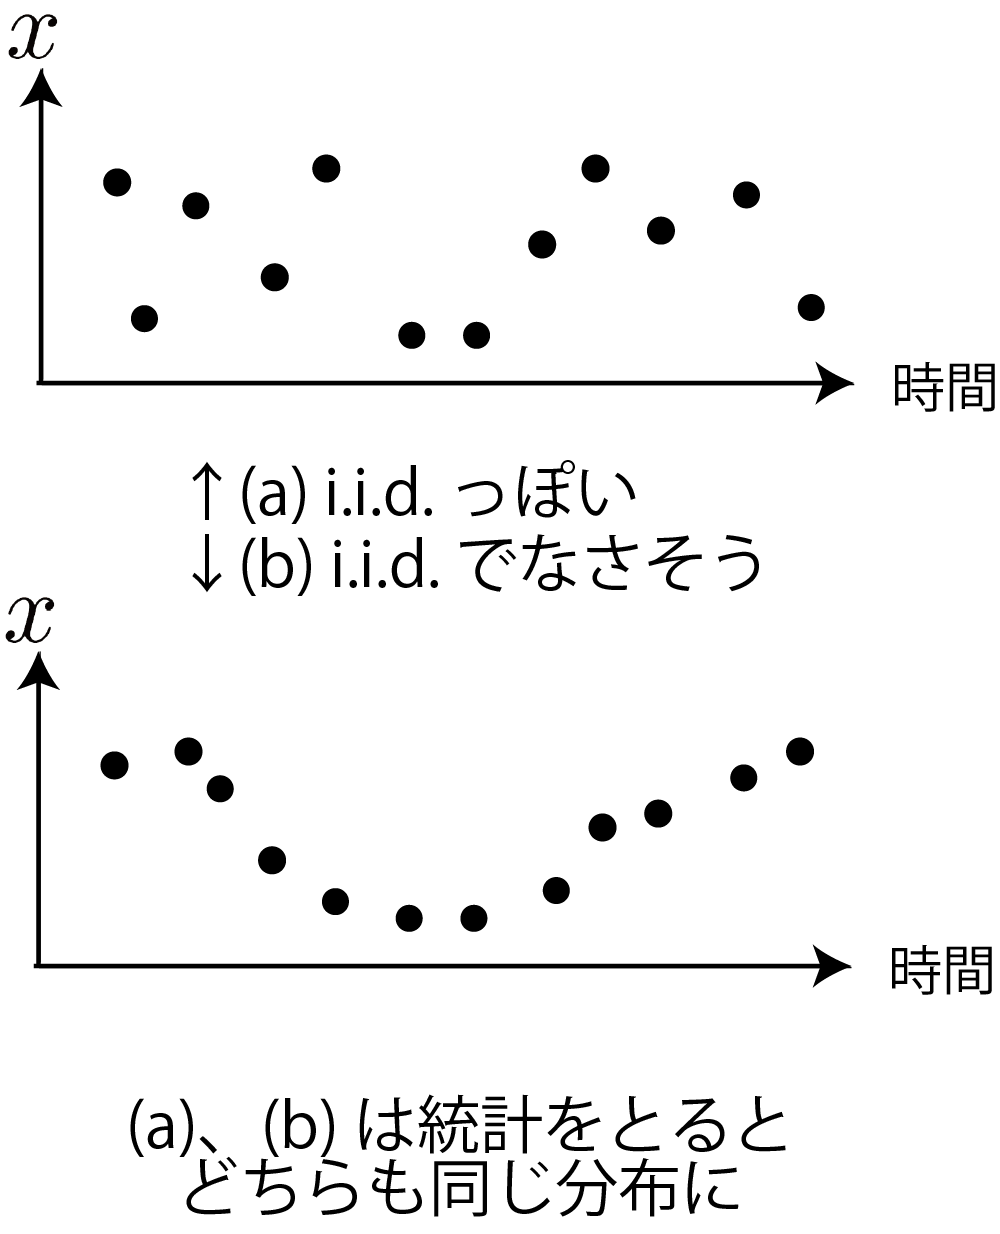 x
時間
↑(a) i.i.d. っぽい
↓(b) i.i.d. でなさそう
x
時間
(a)、(b) は統計をとると
どちらも同じ分布に